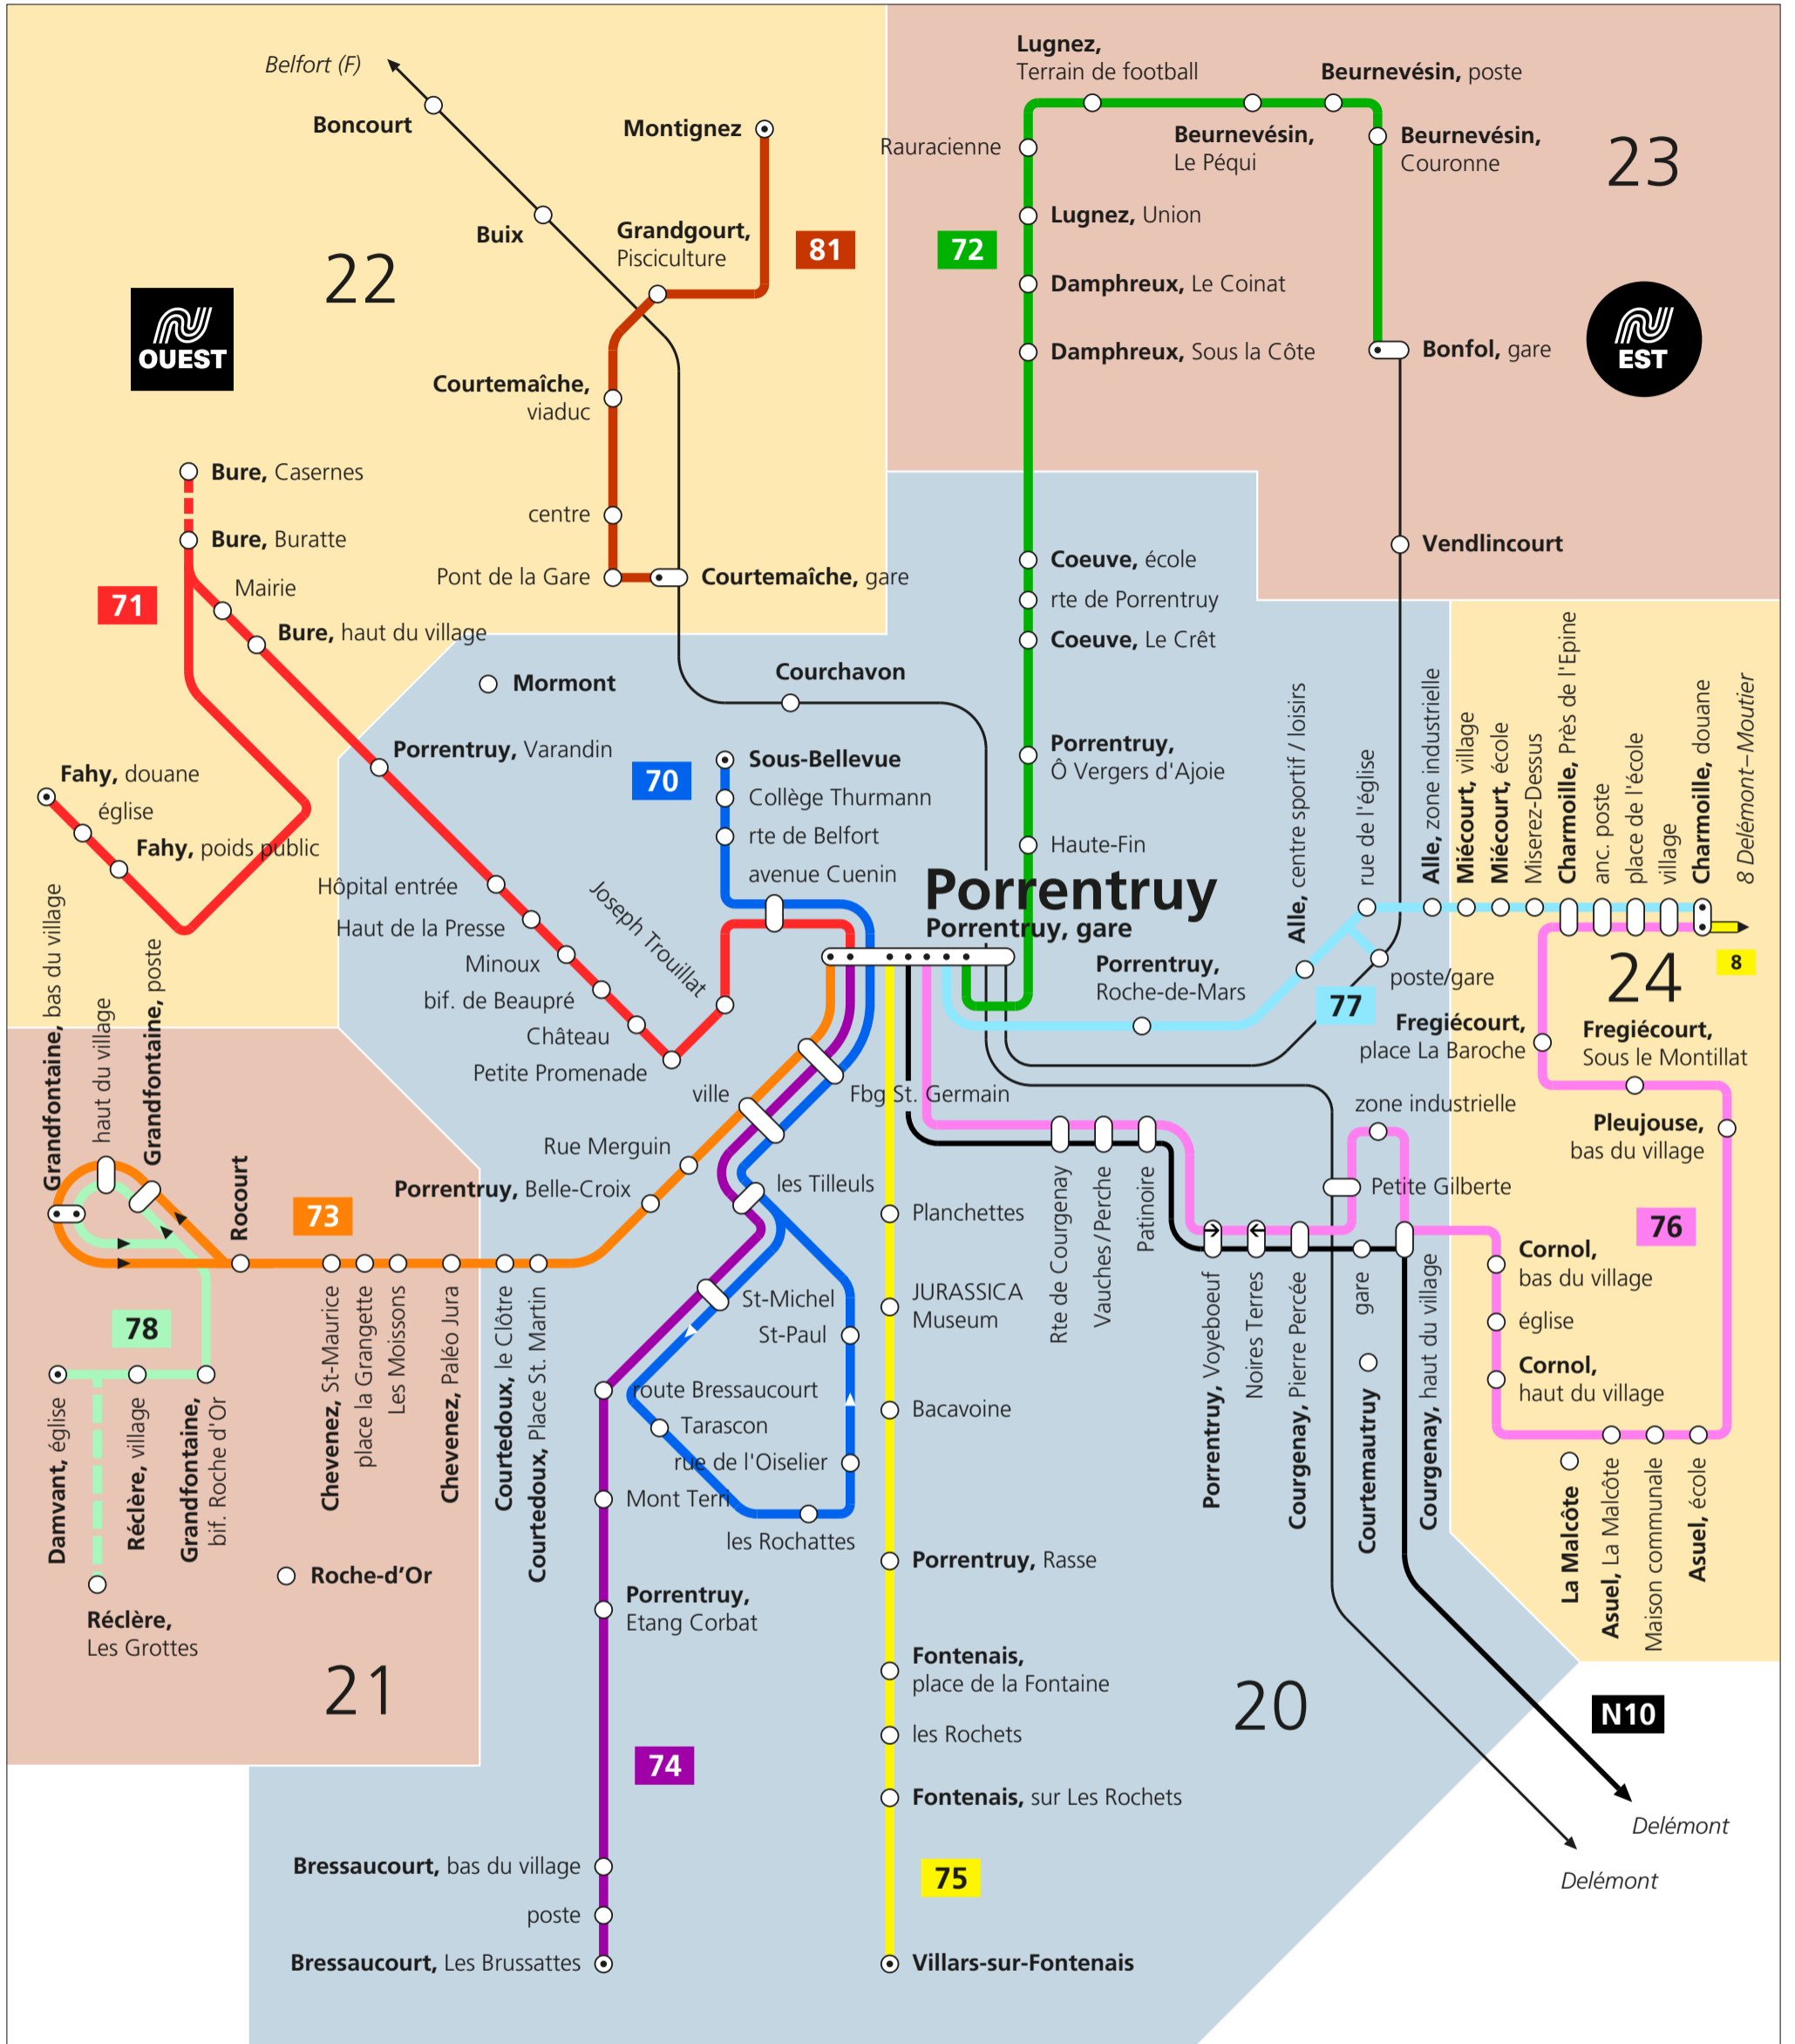 Belfort (F)
Boncourt
Buix
22
OUEST
Montignez
Grandgourt,
Pisciculture
81
Courtemaîche,
viaduc
centre
Pont de la Gare
Courtemaîche, gare
Lugnez,
Terrain de football
Beurnevésin, poste
Rauracienne
Beurnevésin,
Le Péqui
Beurnevésin,
Couronne
23
Lugnez, Union
72
Damphreux, Le Coinat
Damphreux, Sous la Côte
Bonfol, gare
EST
Vendlincourt
Bure, Casernes
Bure, Buratte
71
Mairie
Bure, haut du village
Fahy, douane
église
Fahy, poids public
Mormont
Courchavon
Porrentruy, Varandin
Hôpital entrée
Haut de la Presse
Minoux
bif. de Beaupré
Château
Petite Promenade
Joseph Trouillat
70
Sous-Bellevue
Collège Thurmann
rte de Belfort
avenue Cuenin
Coeuve, école
rte de Porrentruy
Coeuve, Le Crêt
Porrentruy,
Ô Vergers d'Ajoie
Haute-Fin
Porrentruy
Porrentruy, gare
Porrentruy,
Roche-de-Mars
Alle, centre sportif / loisirs
rue de l'église
poste/gare
77
Alle, zone industrielle
Miécourt, village
Miécourt, école
Miserez-Dessus
Charmoille, Près de l'Epine
anc. poste
place de l'école
village
Charmoille, douane
8 Delémont–Moutier
8
24
Fregiécourt,
place La Baroche
Fregiécourt,
Sous le Montillat
Pleujouse,
bas du village
76
Cornol,
bas du village
église
Cornol,
haut du village
La Malcôte
Asuel, La Malcôte
Maison communale
Asuel, école
Grandfontaine, bas du village
haut du village
Grandfontaine, poste
Rocourt
73
78
Damvant, église
Réclère, village
Grandfontaine,
bif. Roche d'Or
Réclère,
Les Grottes
Roche-d’Or
21
Chevenez, St-Maurice
place la Grangette
Les Moissons
Chevenez, Paléo Jura
Courtedoux, le Clôtre
Courtedoux, Place St. Martin
ville
Fbg St. Germain
Rue Merguin
Porrentruy, Belle-Croix
les Tilleuls
St-Michel
St-Paul
route Bressaucourt
Tarascon
rue de l'Oiselier
Mont Terri
les Rochattes
Porrentruy,
Etang Corbat
74
Bressaucourt, bas du village
poste
Bressaucourt, Les Brussattes
Planchettes
JURASSICA
Museum
Bacavoine
Porrentruy, Rasse
Fontenais,
place de la Fontaine
les Rochets
Fontenais, sur Les Rochets
75
Villars-sur-Fontenais
20
Rte de Courgenay
Vauches/Perche
Patinoire
zone industrielle
Petite Gilberte
Porrentruy, Voyeboeuf
Noires Terres
Courgenay, Pierre Percée
gare
Courtemautruy
Courgenay, haut du village
N10
Delémont
Delémont